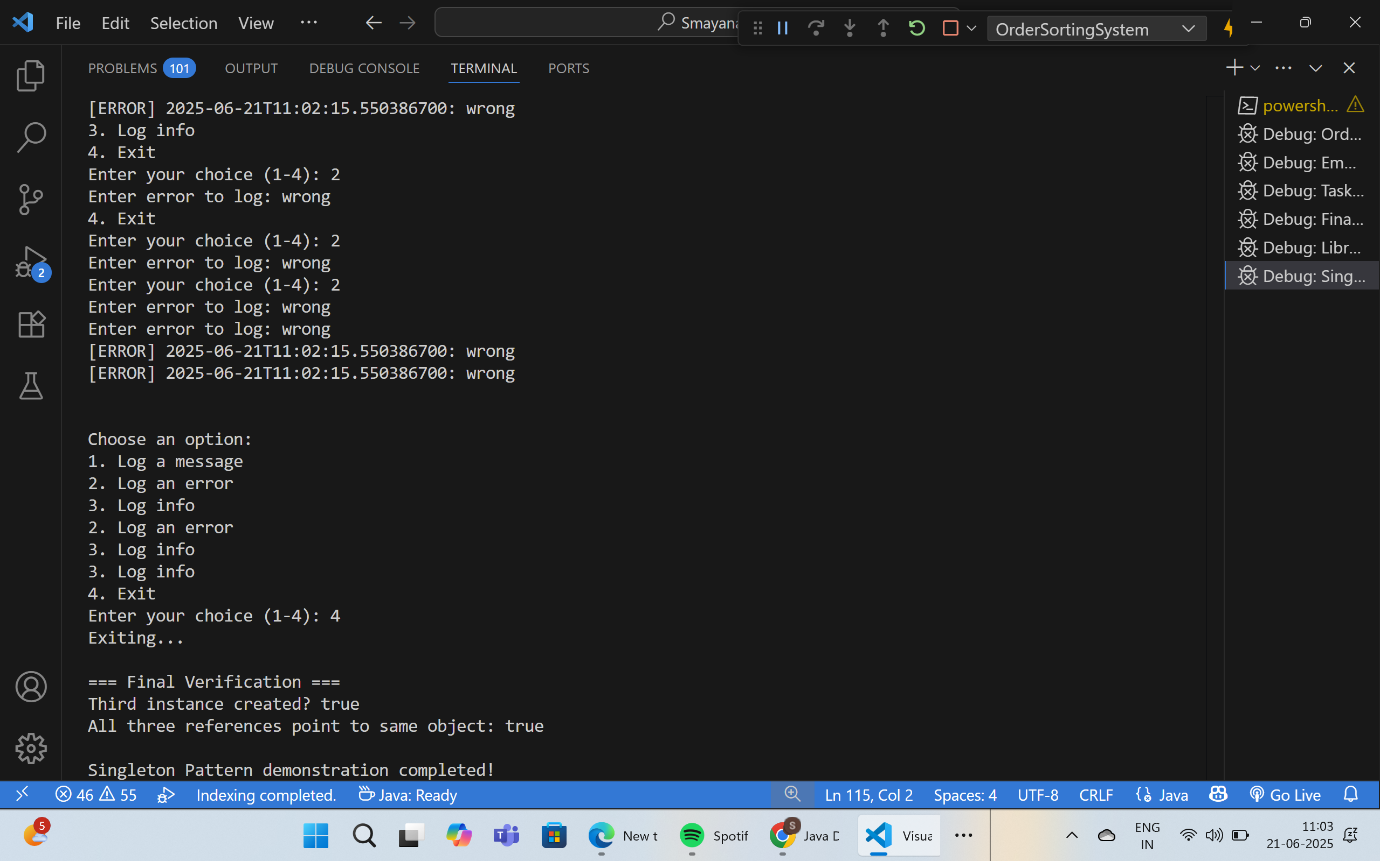 File Edit Selection View ··· Smayana OrderSortingSystem
PROBLEMS 101 OUTPUT DEBUG CONSOLE TERMINAL PORTS
[ERROR] 2025-06-21T11:02:15.550386700: wrong
3. Log info
4. Exit
Enter your choice (1-4): 2
Enter error to log: wrong
4. Exit
Enter your choice (1-4): 2
Enter error to log: wrong
Enter your choice (1-4): 2
Enter error to log: wrong
Enter error to log: wrong
[ERROR] 2025-06-21T11:02:15.550386700: wrong
[ERROR] 2025-06-21T11:02:15.550386700: wrong
Choose an option:
1. Log a message
2. Log an error
3. Log info
2. Log an error
3. Log info
3. Log info
4. Exit
Enter your choice (1-4): 4
Exiting...
=== Final Verification ===
Third instance created? true
All three references point to same object: true
Singleton Pattern demonstration completed!
powersh...
Debug: Ord...
Debug: Em...
Debug: Task...
Debug: Fina...
Debug: Libr...
Debug: Sing...
2
46 55 Indexing completed. Java: Ready Ln 115, Col 2 Spaces: 4 UTF-8 CRLF Java Go Live
5 New t Spotif S Java D Visua ··· ENG IN 11:03 21-06-2025